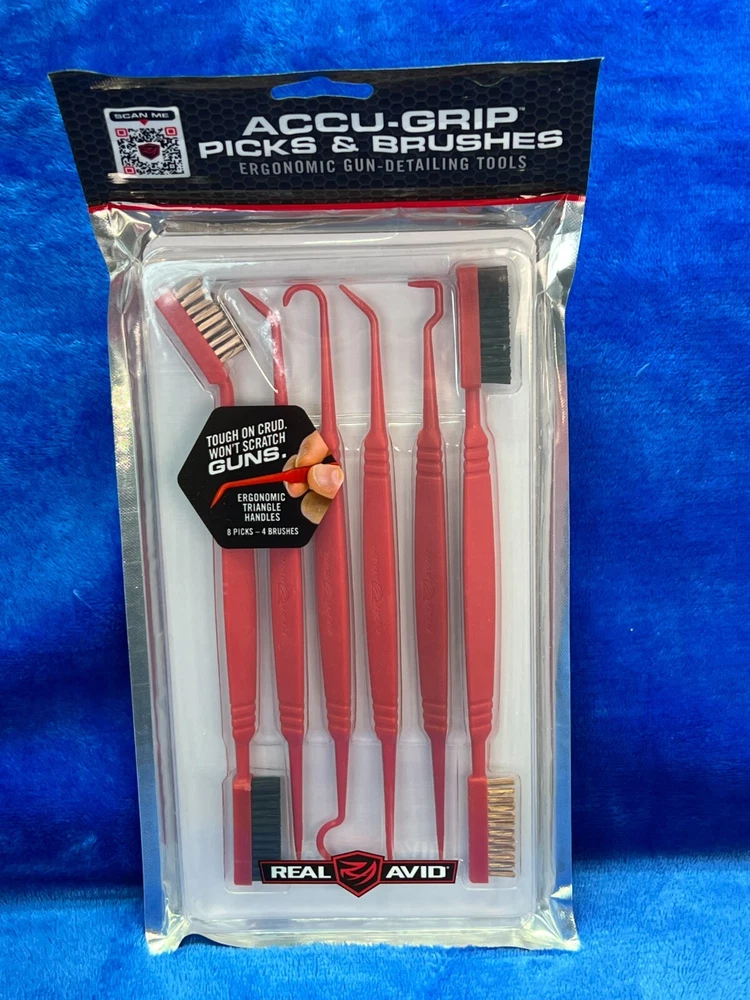 SCAN ME
ACCU-GRIP™
PICKS & BRUSHES
ERGONOMIC GUN-DETAILING TOOLS
TOUGH ON CRUD.
WON'T SCRATCH
GUNS.
ERGONOMIC
TRIANGLE
HANDLES
8 PICKS – 4 BRUSHES
REAL AVID